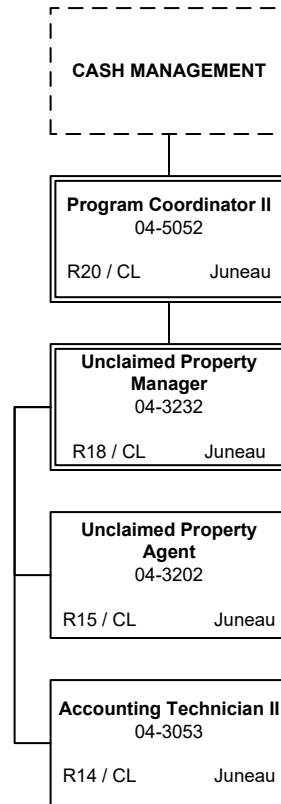 CASH MANAGEMENT
Program Coordinator II
04-5052
R20 / CL Juneau
Unclaimed Property
Manager
04-3232
R18 / CL Juneau
Unclaimed Property
Agent
04-3202
R15 / CL Juneau
Accounting Technician II
04-3053
R14 / CL Juneau